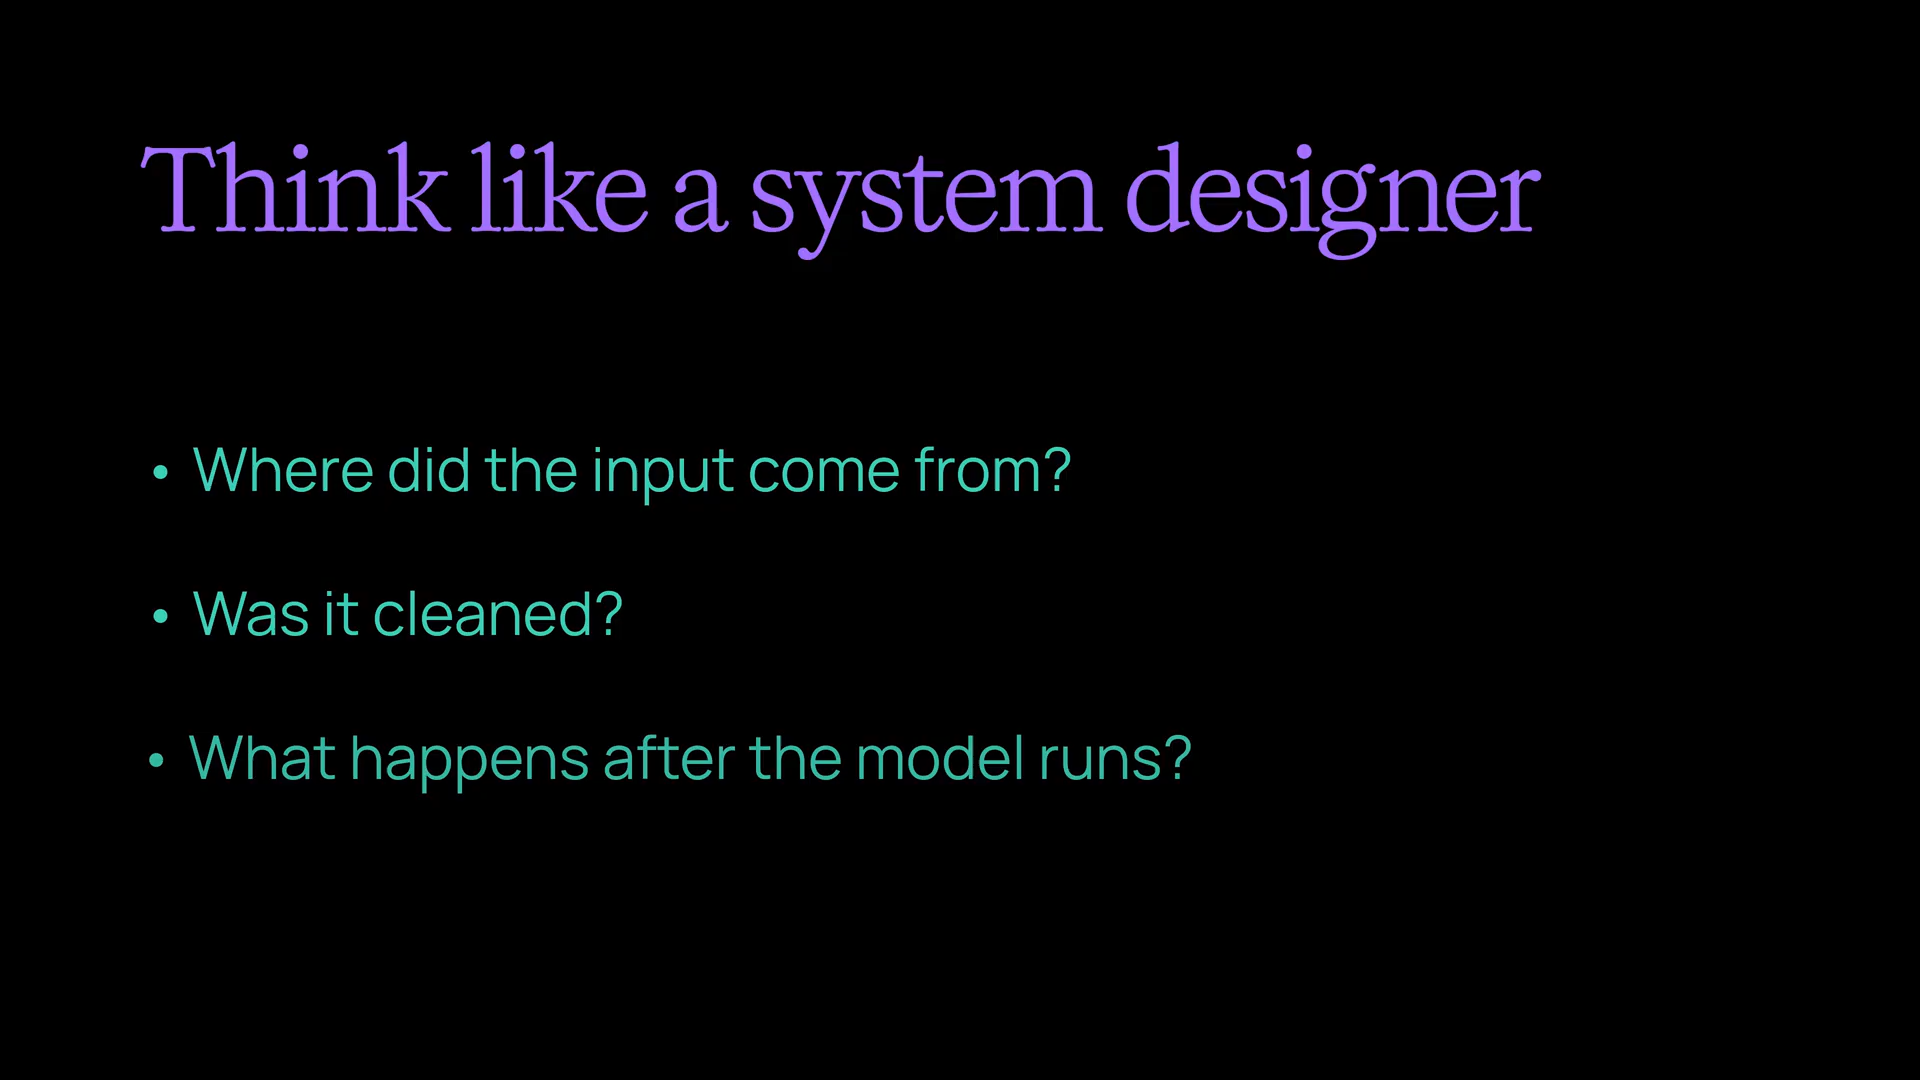 Think like a system designer
• Where did the input come from?
• Was it cleaned?
• What happens after the model runs?